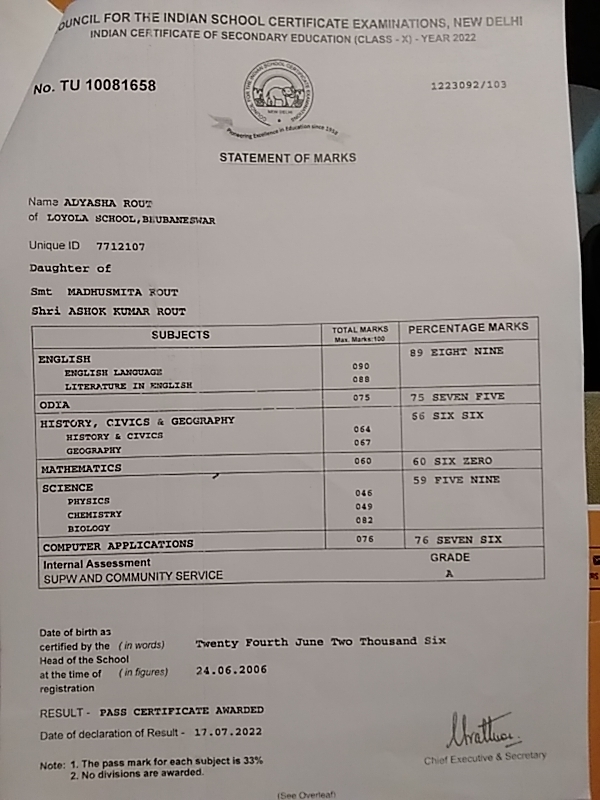 OUNCIL FOR THE INDIAN SCHOOL CERTIFICATE EXAMINATIONS, NEW DELHI
INDIAN CERTIFICATE OF SECONDARY EDUCATION (CLASS - X) - YEAR 2022
No. TU 10081658
1223092/103
COUNCIL FOR THE INDIAN SCHOOL CERTIFICATE EXAMINATIONS
NEW DELHI
Pioneering Excellence in Education since 1958
STATEMENT OF MARKS
Name ADYASHA ROUT
of LOYOLA SCHOOL, BHUBANESWAR
Unique ID 7712107
Daughter of
Smt MADHUSMITA ROUT
Shri ASHOK KUMAR ROUT
SUBJECTS TOTAL MARKS Max. Marks:100 PERCENTAGE MARKS
ENGLISH 89 EIGHT NINE
ENGLISH LANGUAGE 090
LITERATURE IN ENGLISH 088
ODIA 075 75 SEVEN FIVE
HISTORY, CIVICS & GEOGRAPHY 66 SIX SIX
HISTORY & CIVICS 064
GEOGRAPHY 067
MATHEMATICS 060 60 SIX ZERO
SCIENCE 59 FIVE NINE
PHYSICS 046
CHEMISTRY 049
BIOLOGY 082
COMPUTER APPLICATIONS 076 76 SEVEN SIX
Internal Assessment GRADE
SUPW AND COMMUNITY SERVICE A
Date of birth as
certified by the (in words) Twenty Fourth June Two Thousand Six
Head of the School
at the time of (in figures) 24.06.2006
registration
RESULT - PASS CERTIFICATE AWARDED
Date of declaration of Result - 17.07.2022
Chief Executive & Secretary
Note: 1. The pass mark for each subject is 33%
2. No divisions are awarded.
(See Overleaf)